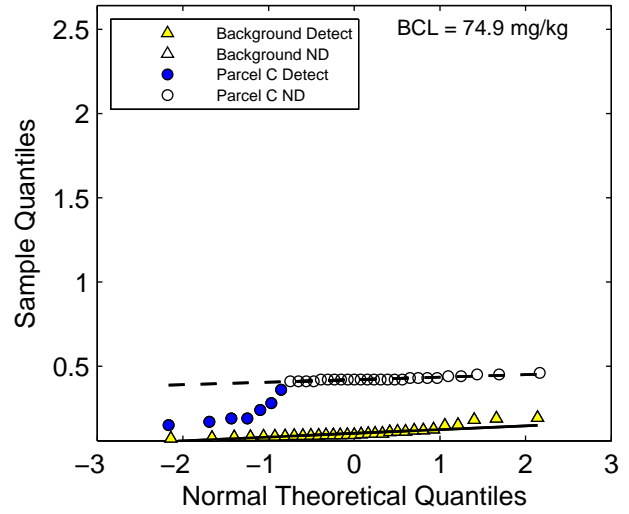 BCL = 74.9 mg/kg
Background Detect
Background ND
Parcel C Detect
Parcel C ND
2.5
2
1.5
1
0.5
Sample Quantiles
−3 −2 −1 0 1 2 3
Normal Theoretical Quantiles